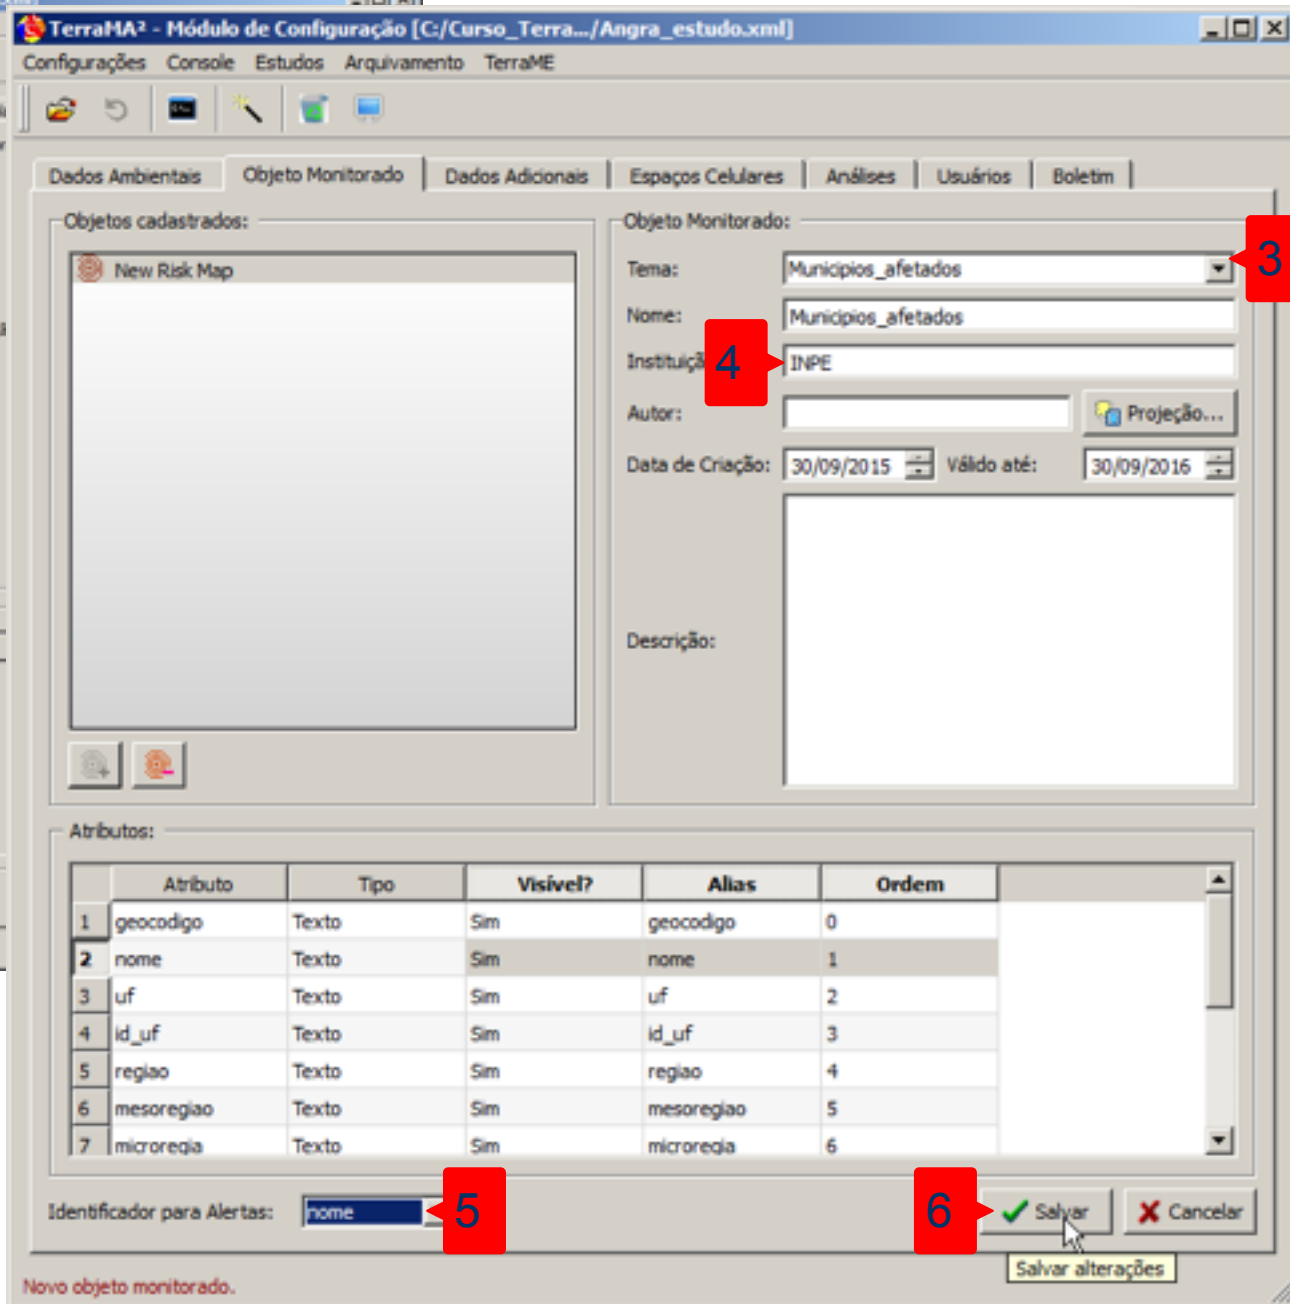 TerraMA² - Módulo de Configuração [C:/Curso_Terra.../Angra_estudo.xml]
Configurações Console Estudos Arquivamento TerraME
Dados Ambientais Objeto Monitorado Dados Adicionais Espaços Celulares Análises Usuários Boletim
Objetos cadastrados:
New Risk Map
Objeto Monitorado:
Tema: Municipios_afetados 3
Nome: Municipios_afetados
Instituiçã 4 INPE
Autor: Projeção...
Data de Criação: 30/09/2015 Válido até: 30/09/2016
Descrição:
Atributos:
Atributo Tipo Visível? Alias Ordem
1 geocodigo Texto Sim geocodigo 0
2 nome Texto Sim nome 1
3 uf Texto Sim uf 2
4 id_uf Texto Sim id_uf 3
5 regiao Texto Sim regiao 4
6 mesoregiao Texto Sim mesoregiao 5
7 microregia Texto Sim microregia 6
Identificador para Alertas: nome 5 6 Salvar Cancelar
Salvar alterações
Novo objeto monitorado.